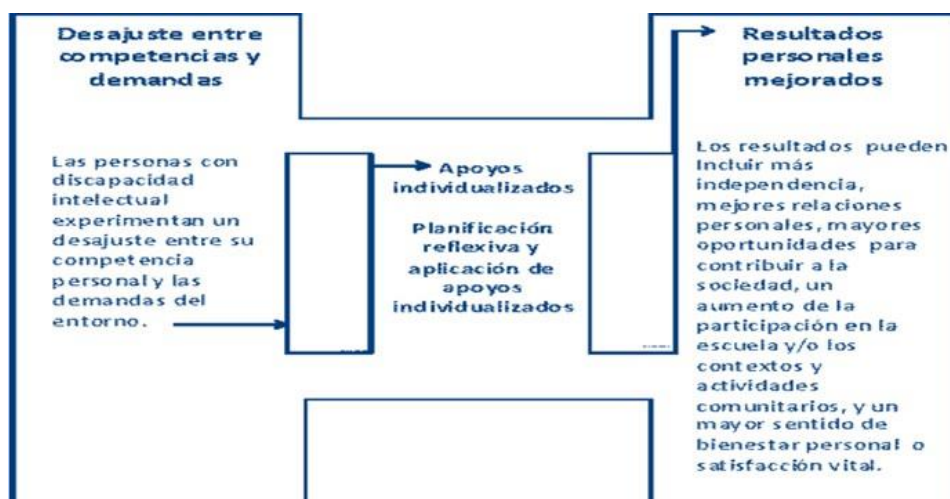 Desajuste entre
competencias y
demandas
Las personas con
discapacidad
intelectual
experimentan un
desajuste entre su
competencia
personal y las
demandas del
entorno.
Apoyos
individualizados
Planificación
reflexiva y
aplicación de
apoyos
individualizados
Resultados
personales
mejorados
Los resultados pueden
Incluir más
independencia,
mejores relaciones
personales, mayores
oportunidades para
contribuir a la
sociedad, un
aumento de la
participación en la
escuela y/o los
contextos y
actividades
comunitarios, y un
mayor sentido de
bienestar personal o
satisfacción vital.